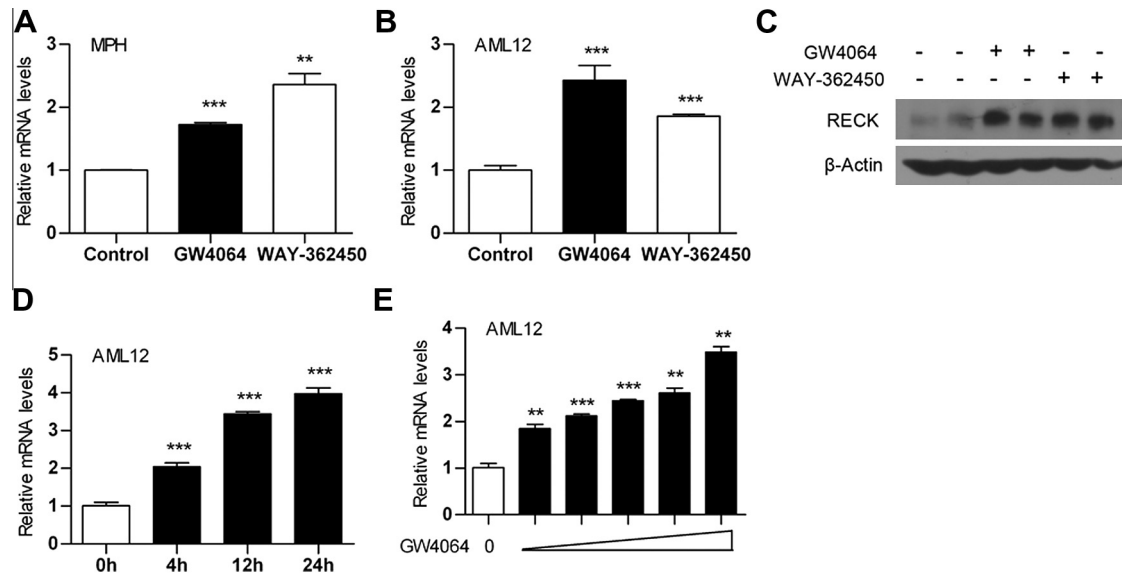 A
MPH
Relative mRNA levels
3
2
1
0
***
**
Control GW4064 WAY-362450
B
AML12
Relative mRNA levels
3
2
1
0
***
***
Control GW4064 WAY-362450
C
GW4064 - - + + - -
WAY-362450 - - - - + +
RECK
β-Actin
D
AML12
Relative mRNA levels
5
4
3
2
1
0
***
***
***
0h 4h 12h 24h
E
AML12
Relative mRNA levels
4
3
2
1
0
**
***
***
**
**
GW4064 0